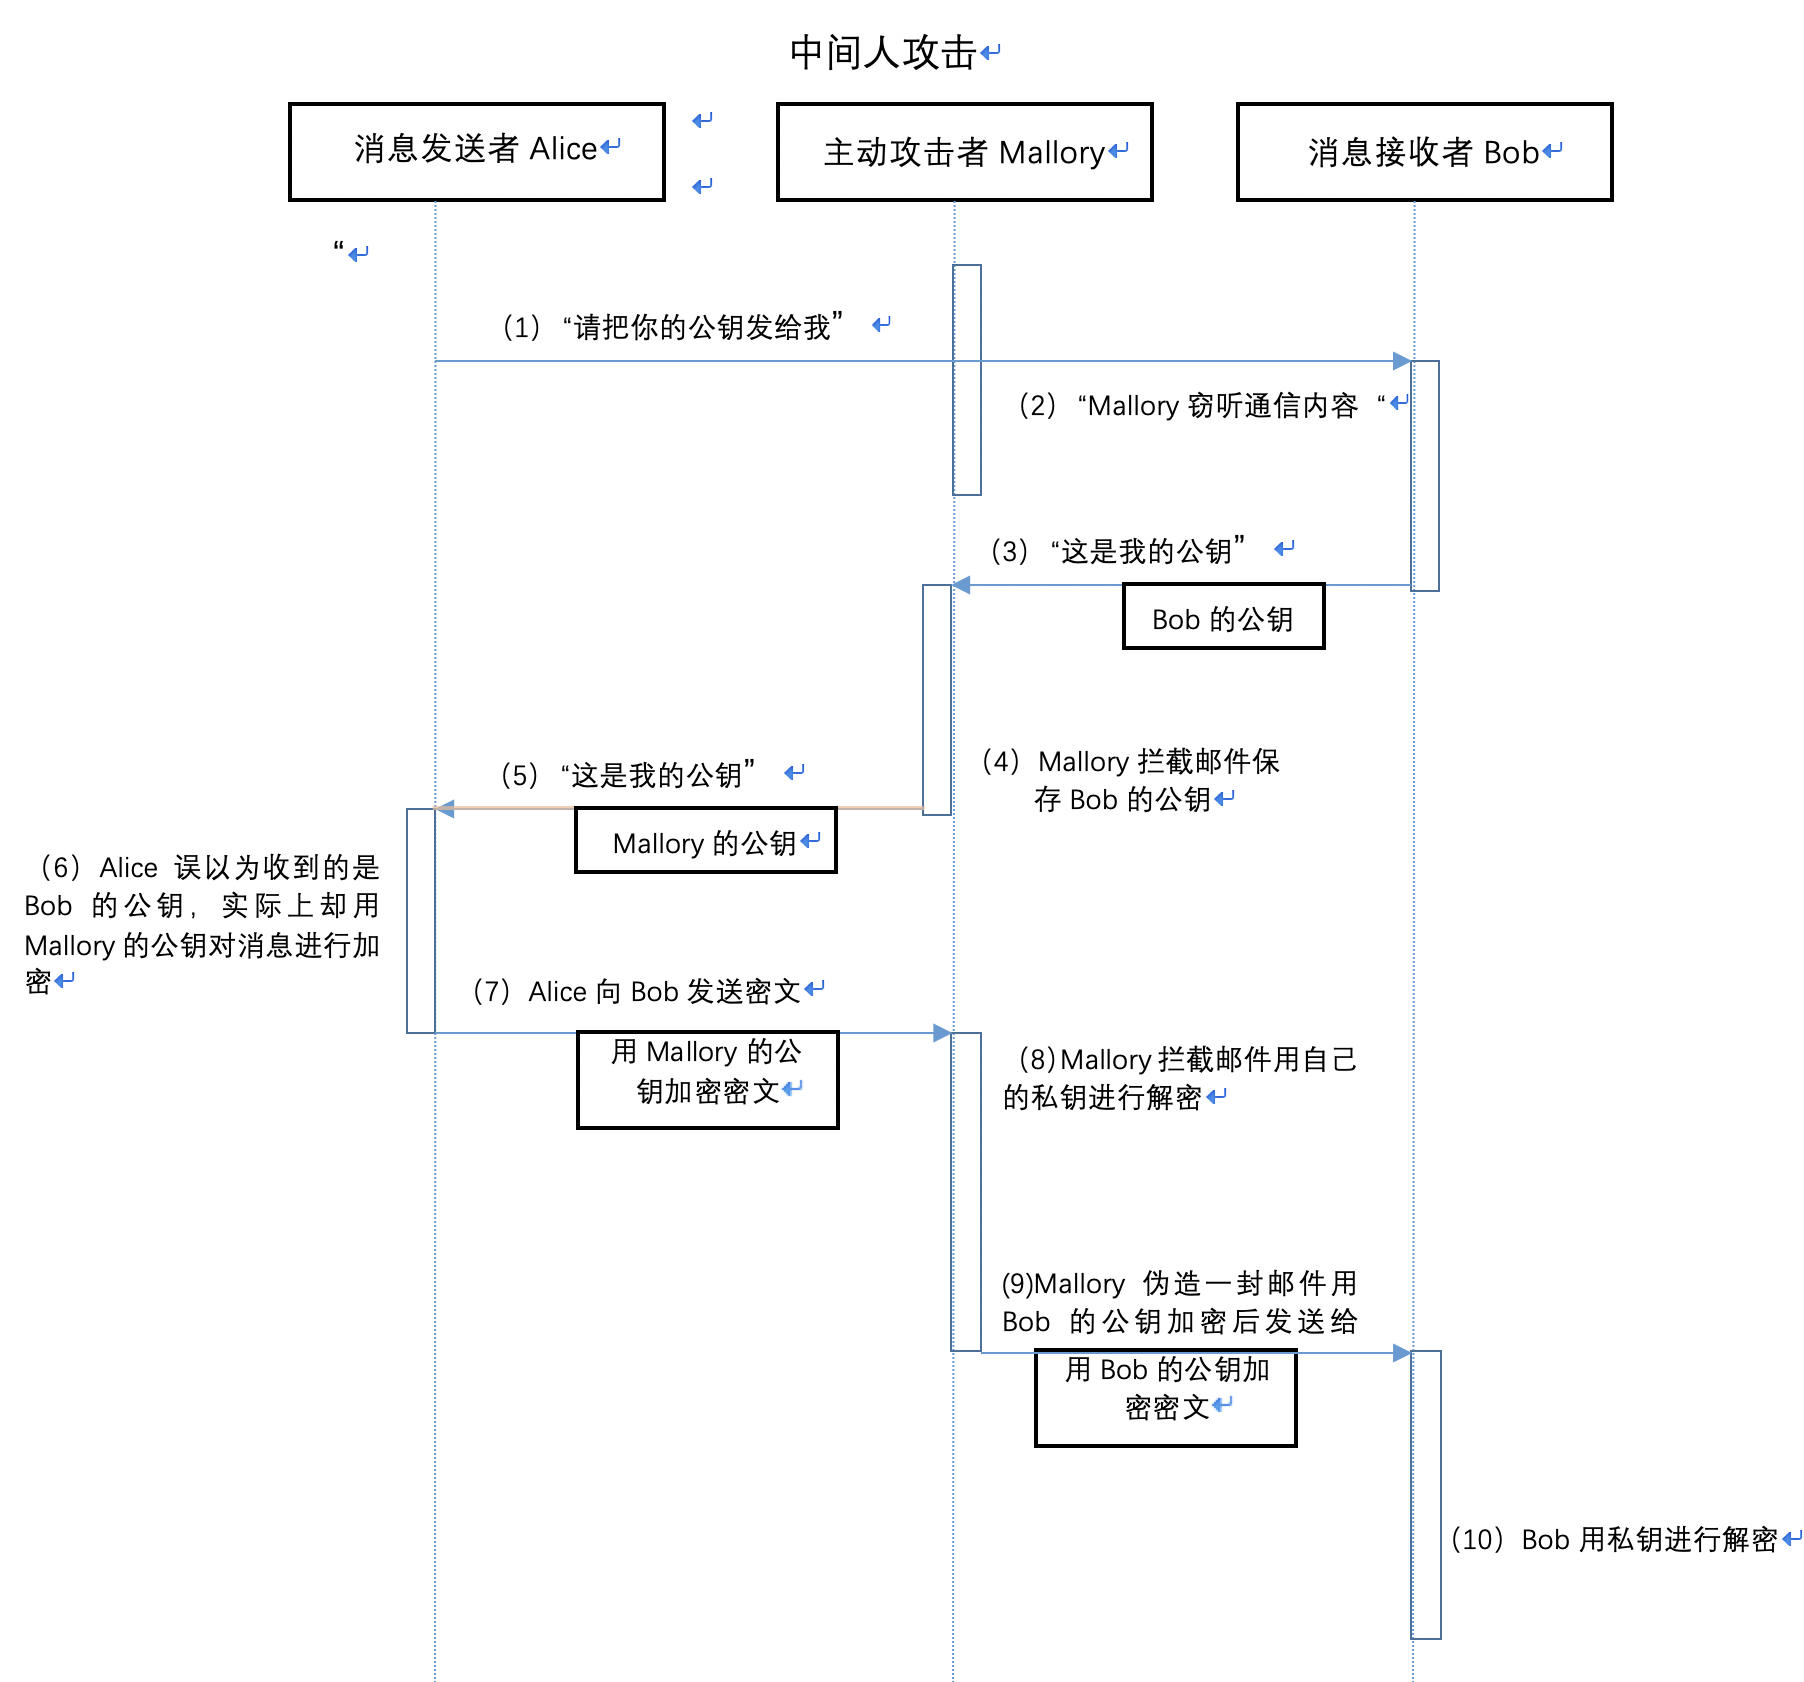 中间人攻击
消息发送者 Alice
主动攻击者 Mallory
消息接收者 Bob
“
（1）“请把你的公钥发给我”
（2）“Mallory 窃听通信内容 “
（3）“这是我的公钥”
Bob 的公钥
（4）Mallory 拦截邮件保
存 Bob 的公钥
（5）“这是我的公钥”
Mallory 的公钥
（6）Alice 误以为收到的是
Bob 的公钥，实际上却用
Mallory 的公钥对消息进行加
密
（7）Alice 向 Bob 发送密文
用 Mallory 的公
钥加密密文
（8)Mallory 拦截邮件用自己
的私钥进行解密
(9)Mallory 伪造一封邮件用
Bob 的公钥加密后发送给
用 Bob 的公钥加
密密文
（10）Bob 用私钥进行解密